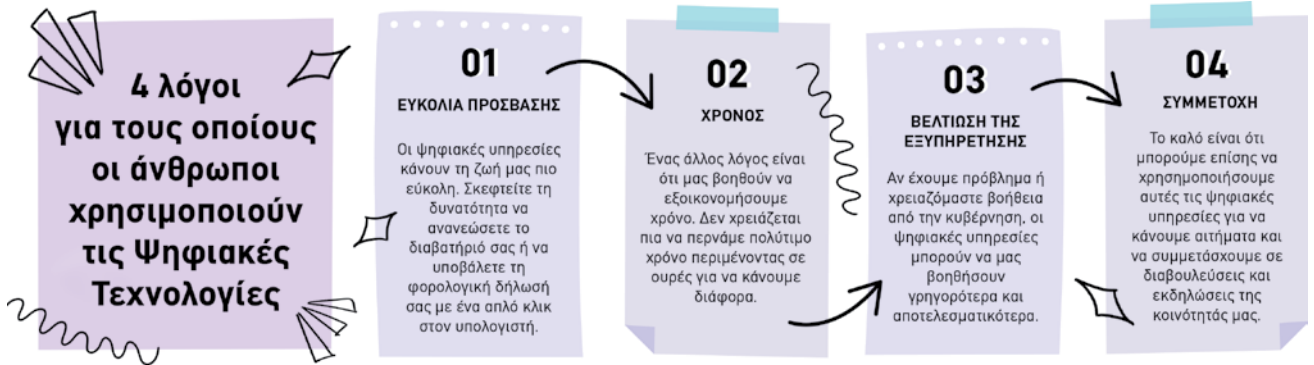 4 λόγοι
για τους οποίους
οι άνθρωποι
χρησιμοποιούν
τις Ψηφιακές
Τεχνολογίες
01
ΕΥΚΟΛΙΑ ΠΡΟΣΒΑΣΗΣ
Οι ψηφιακές υπηρεσίες
κάνουν τη ζωή μας πιο
εύκολη. Σκεφτείτε τη
δυνατότητα να
ανανεώσετε το
διαβατήριό σας ή να
υποβάλετε τη
φορολογική δήλωσή
σας με ένα απλό κλικ
στον υπολογιστή.
02
ΧΡΟΝΟΣ
Ένας άλλος λόγος είναι
ότι μας βοηθούν να
εξοικονομήσουμε
χρόνο. Δεν χρειάζεται
πια να περνάμε πολύτιμο
χρόνο περιμένοντας σε
ουρές για να κάνουμε
διάφορα.
03
ΒΕΛΤΙΩΣΗ ΤΗΣ
ΕΞΥΠΗΡΕΤΗΣΗΣ
Αν έχουμε πρόβλημα ή
χρειαζόμαστε βοήθεια
από την κυβέρνηση, οι
ψηφιακές υπηρεσίες
μπορούν να μας
βοηθήσουν
γρηγορότερα και
αποτελεσματικότερα.
04
ΣΥΜΜΕΤΟΧΗ
Το καλό είναι ότι
μπορούμε επίσης να
χρησημοποιήσουμε
αυτές τις ψηφιακές
υπηρεσίες για να
κάνουμε αιτήματα και
να συμμετάσχουμε σε
διαβουλεύσεις και
εκδηλώσεις της
κοινότητάς μας.